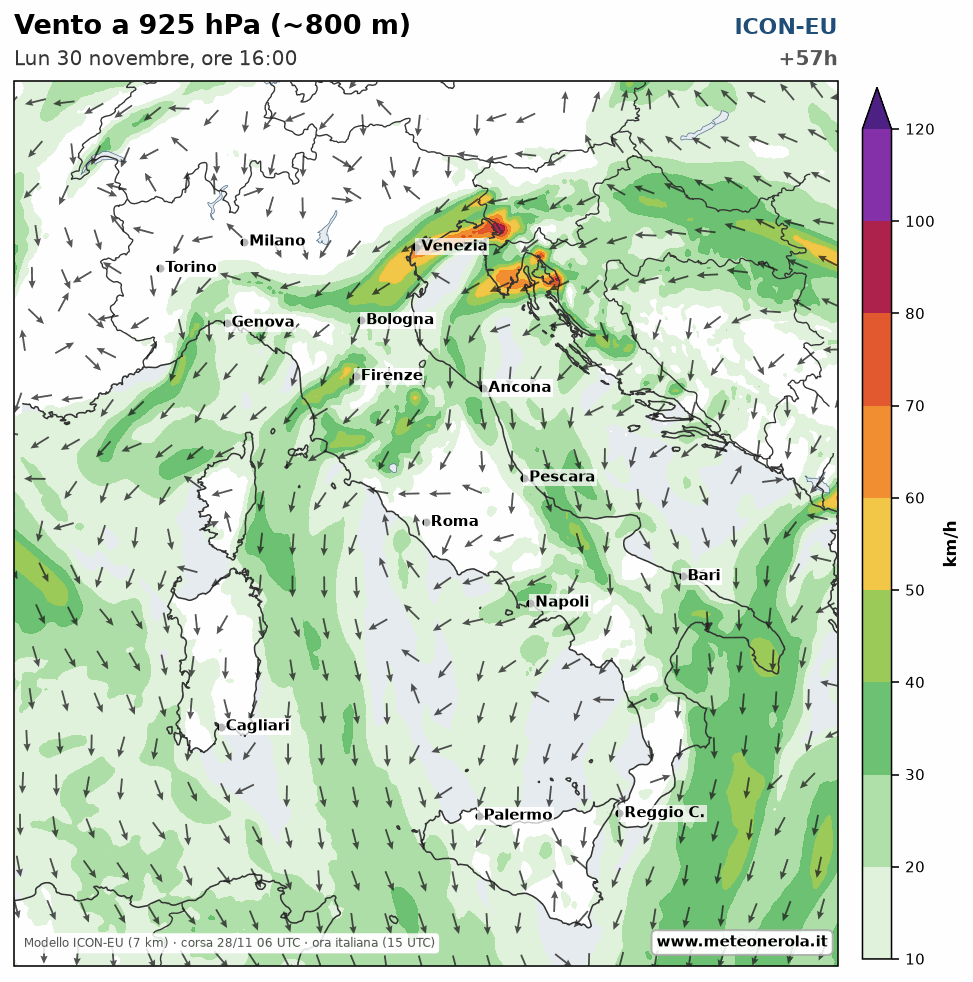 Vento a 925 hPa (~800 m)
ICON-EU
Lun 30 novembre, ore 16:00
+57h
120
100
80
70
60
50
40
30
20
10
km/h
Milano
Venezia
Torino
Genova
Bologna
Firenze
Ancona
Pescara
Roma
Bari
Napoli
Cagliari
Palermo
Reggio C.
Modello ICON-EU (7 km) · corsa 28/11 06 UTC · ora italiana (15 UTC)
www.meteonerola.it